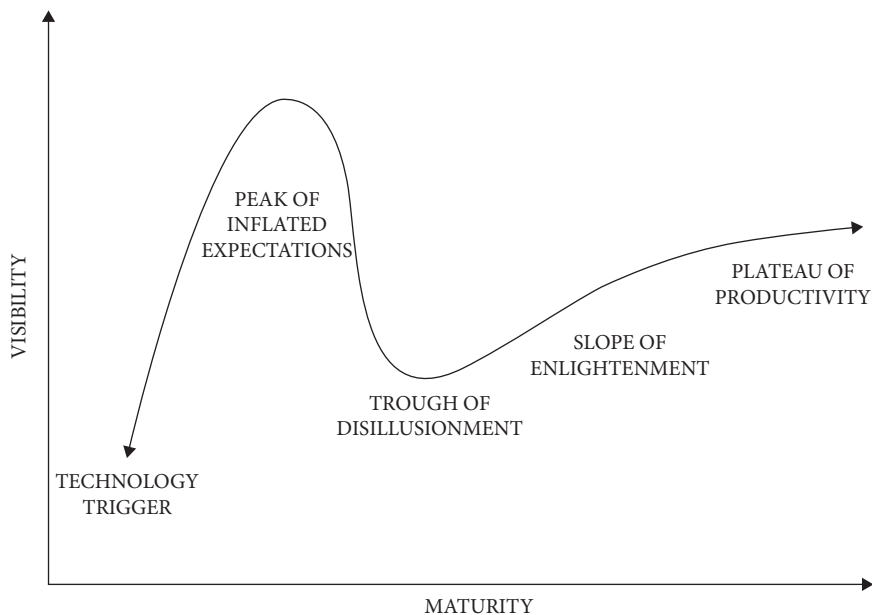 PEAK OF
INFLATED
EXPECTATIONS
VISIBILITY
PLATEAU OF
PRODUCTIVITY
SLOPE OF
ENLIGHTENMENT
TROUGH OF
DISILLUSIONMENT
TECHNOLOGY
TRIGGER
MATURITY